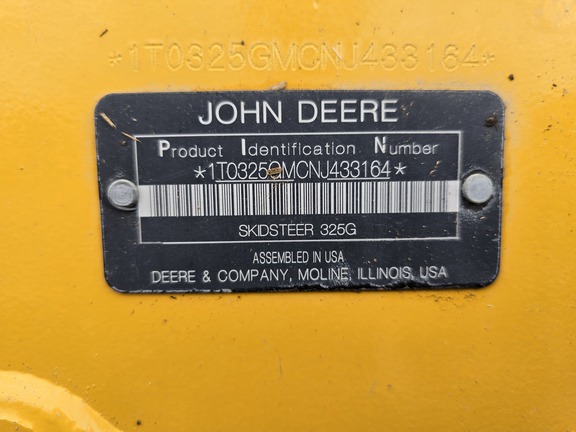 *1T0325GMCNJ433164*
JOHN DEERE
Product Identification Number
*1T0325GMCNJ433164*
SKIDSTEER 325G
ASSEMBLED IN USA
DEERE & COMPANY, MOLINE, ILLINOIS, USA